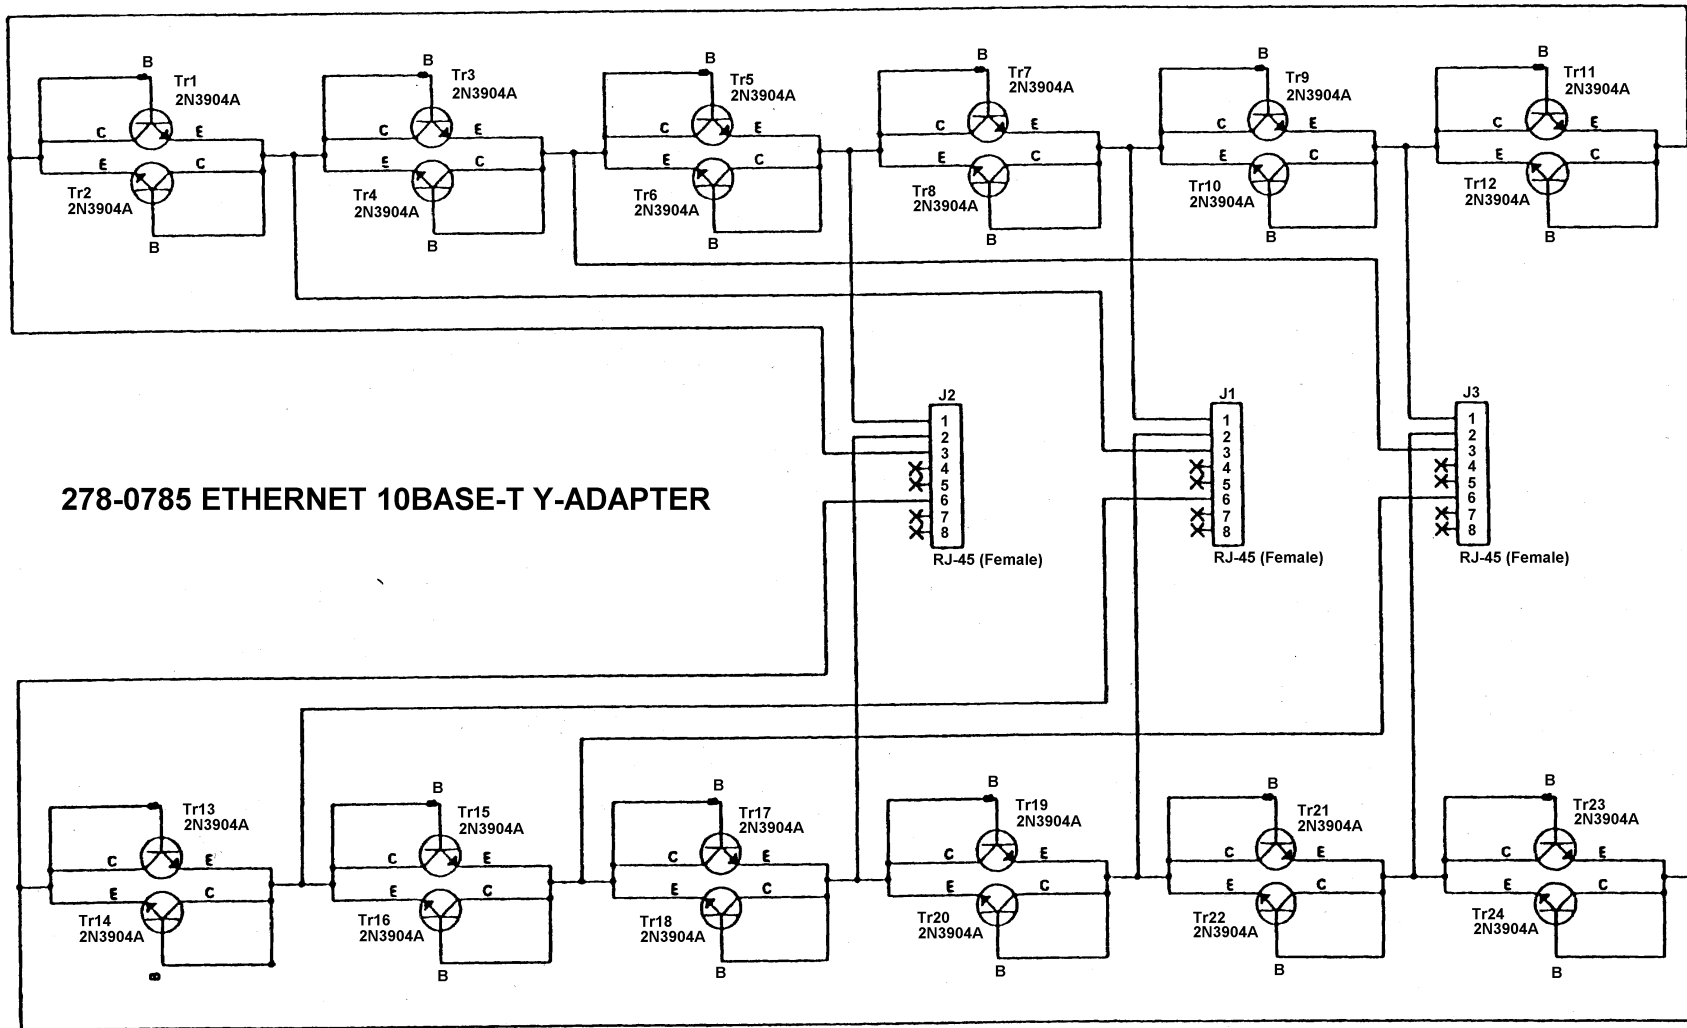 B
Tr1
2N3904A
C
E
E
C
Tr2
2N3904A
B
B
Tr3
2N3904A
C
E
E
C
Tr4
2N3904A
B
B
Tr5
2N3904A
C
E
E
C
Tr6
2N3904A
B
B
Tr7
2N3904A
C
E
E
C
Tr8
2N3904A
B
B
Tr9
2N3904A
C
E
E
C
Tr10
2N3904A
B
B
Tr11
2N3904A
C
E
E
C
Tr12
2N3904A
B
278-0785 ETHERNET 10BASE-T Y-ADAPTER
J2
1
2
3
4
5
6
7
8
RJ-45 (Female)
J1
1
2
3
4
5
6
7
8
RJ-45 (Female)
J3
1
2
3
4
5
6
7
8
RJ-45 (Female)
Tr13
2N3904A
C
E
E
C
Tr14
2N3904A
B
B
Tr15
2N3904A
C
E
E
C
Tr16
2N3904A
B
B
Tr17
2N3904A
C
E
E
C
Tr18
2N3904A
B
B
Tr19
2N3904A
C
E
E
C
Tr20
2N3904A
B
B
Tr21
2N3904A
C
E
E
C
Tr22
2N3904A
B
B
Tr23
2N3904A
C
E
E
C
Tr24
2N3904A
B